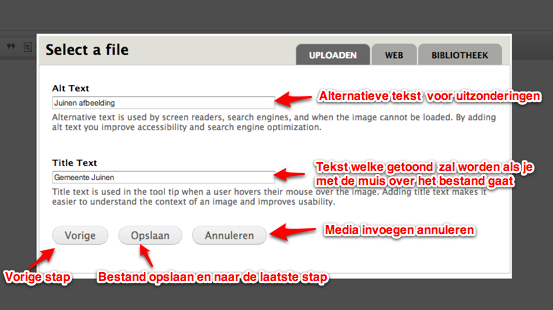 Select a file
UPLOADEN
WEB
BIBLIOTHEEK
Alt Text
Juinen afbeelding
Alternatieve tekst voor uitzonderingen
Alternative text is used by screen readers, search engines, and when the image cannot be loaded. By adding
alt text you improve accessibility and search engine optimization.
Title Text
Gemeente Juinen
Tekst welke getoond zal worden als je
met de muis over het bestand gaat
Title text is used in the tool tip when a user hovers their mouse over the image. Adding title text makes it
easier to understand the context of an image and improves usability.
Vorige
Opslaan
Annuleren
Media invoegen annuleren
Vorige stap
Bestand opslaan en naar de laatste stap